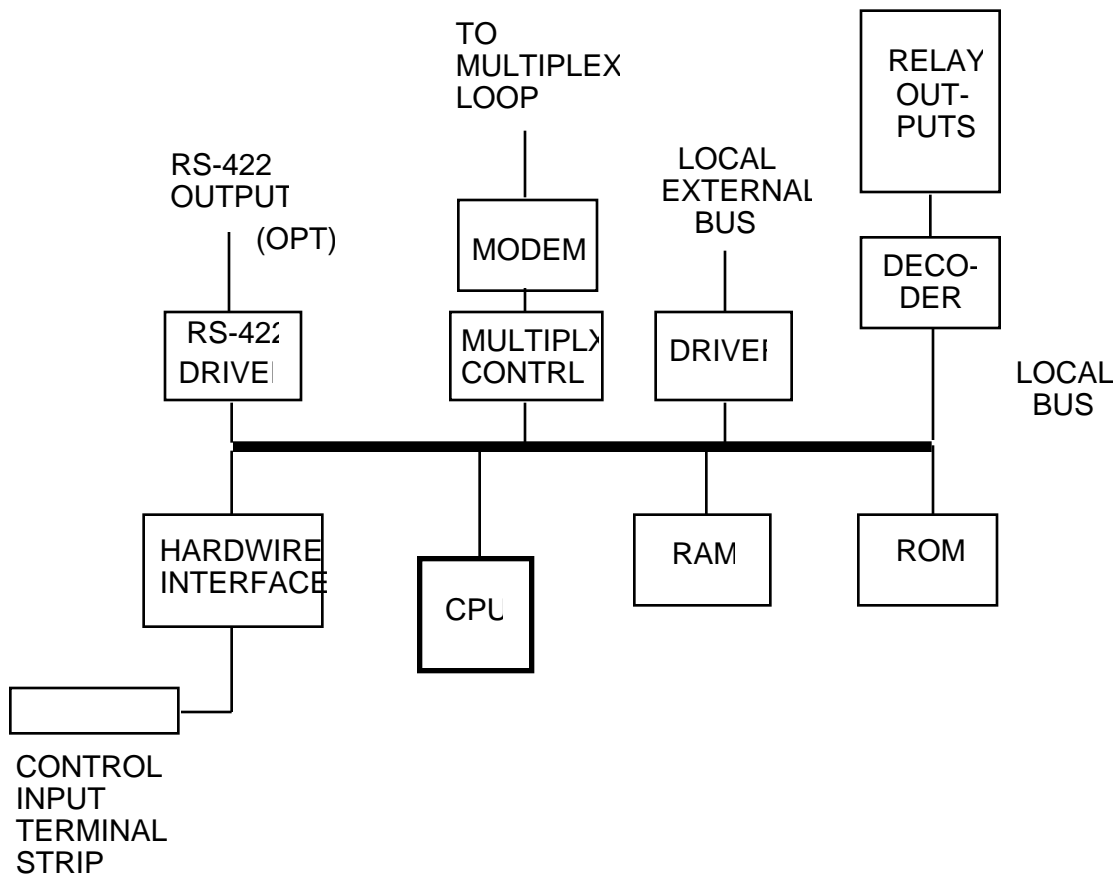 TO
MULTIPLEX
LOOP
RELAY
OUT-
PUTS
RS-422
OUTPUT
(OPT)
LOCAL
EXTERNAL
BUS
MODEM
DECO-
DER
RS-422
DRIVER
MULTIPLX
CONTRL
DRIVER
LOCAL
BUS
HARDWIRE
INTERFACE
CPU
RAM
ROM
CONTROL
INPUT
TERMINAL
STRIP